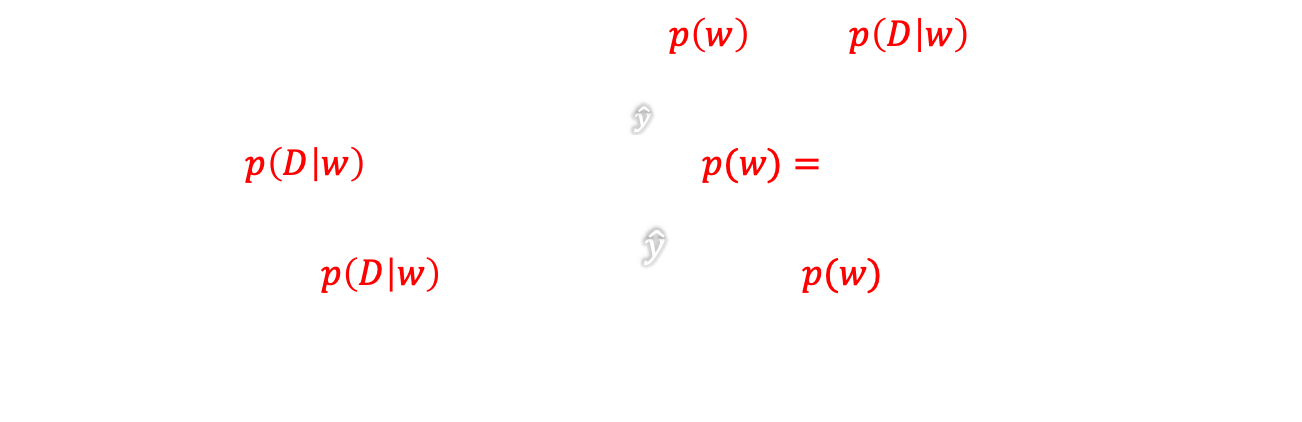 p(w) p(D|w)
ŷ
p(D|w) p(w) =
ŷ
p(D|w) p(w)